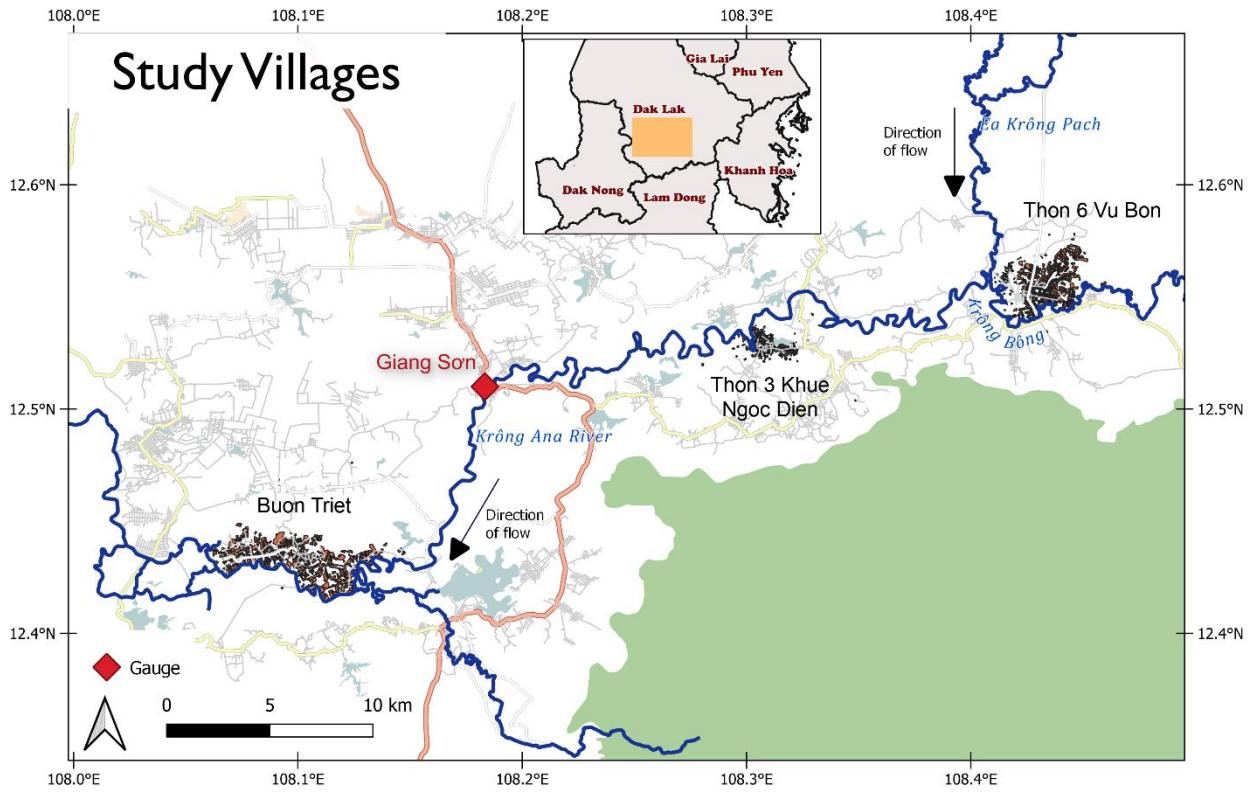 108.0°E 108.1°E 108.2°E 108.3°E 108.4°E
Study Villages
Gia Lai
Phu Yen
Dak Lak
Khanh Hoa
Dak Nong
Lam Dong
Direction
of flow
Ea Krông Pach
12.6°N
12.6°N
Thon 6 Vu Bon
Krông Bông
Giang Sơn
Thon 3 Khue
Ngoc Dien
12.5°N
12.5°N
Krông Ana River
Buon Triet
Direction
of flow
12.4°N
12.4°N
Gauge
0 5 10 km
108.0°E 108.1°E 108.2°E 108.3°E 108.4°E